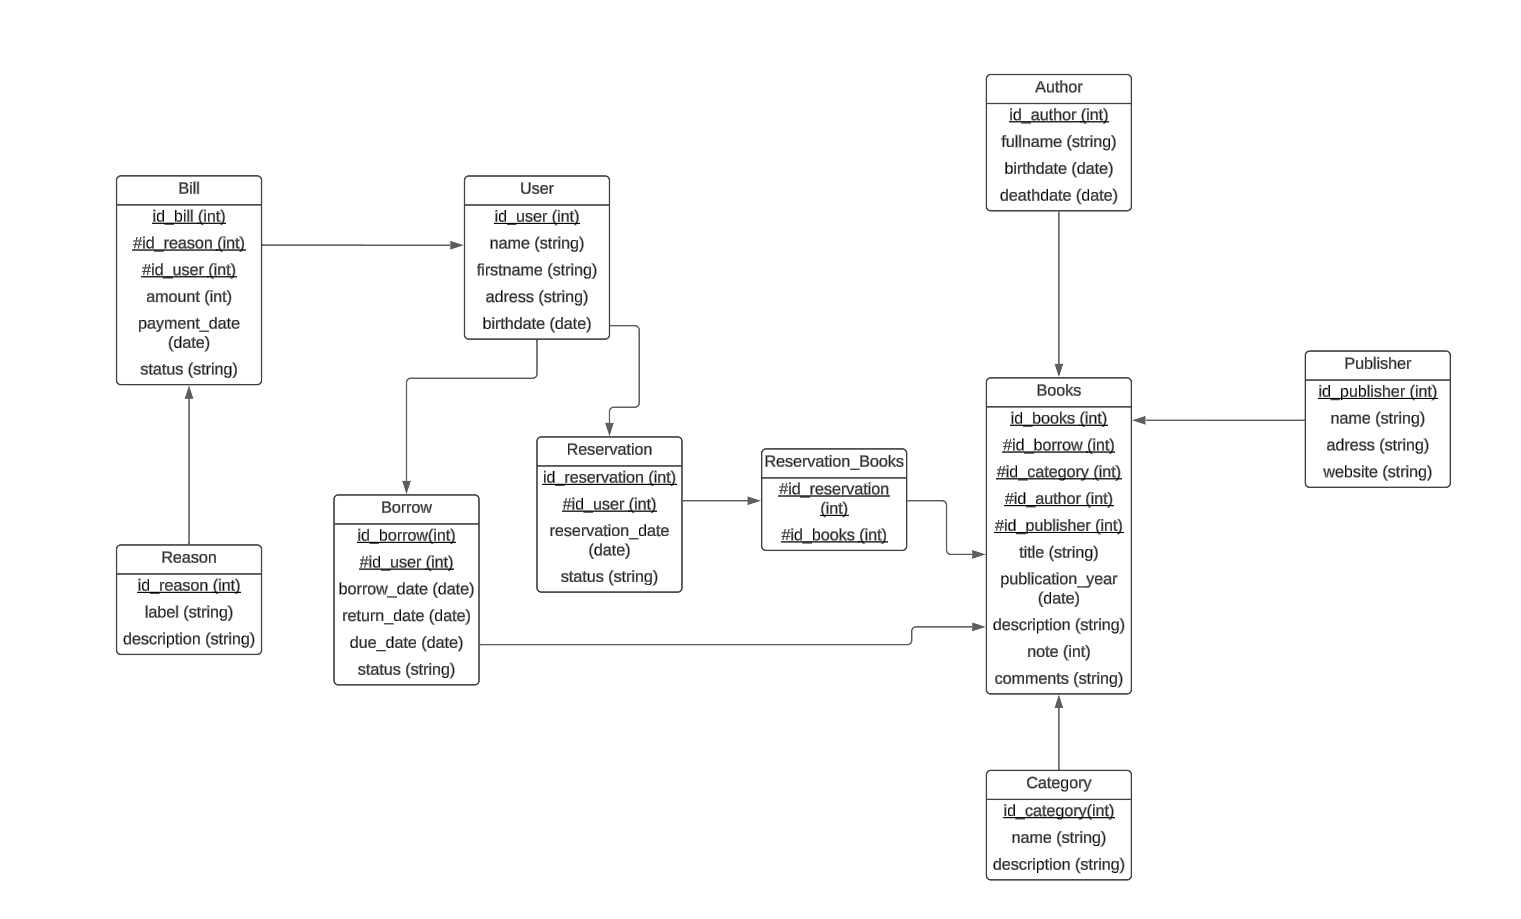 Author
id_author (int)
fullname (string)
birthdate (date)
deathdate (date)
Bill
id_bill (int)
#id_reason (int)
#id_user (int)
amount (int)
payment_date
(date)
status (string)
User
id_user (int)
name (string)
firstname (string)
adress (string)
birthdate (date)
Publisher
id_publisher (int)
name (string)
adress (string)
website (string)
Books
id_books (int)
#id_borrow (int)
#id_category (int)
#id_author (int)
#id_publisher (int)
title (string)
publication_year
(date)
description (string)
note (int)
comments (string)
Reservation
id_reservation (int)
#id_user (int)
reservation_date
(date)
status (string)
Reservation_Books
#id_reservation
(int)
#id_books (int)
Borrow
id_borrow(int)
#id_user (int)
borrow_date (date)
return_date (date)
due_date (date)
status (string)
Reason
id_reason (int)
label (string)
description (string)
Category
id_category(int)
name (string)
description (string)